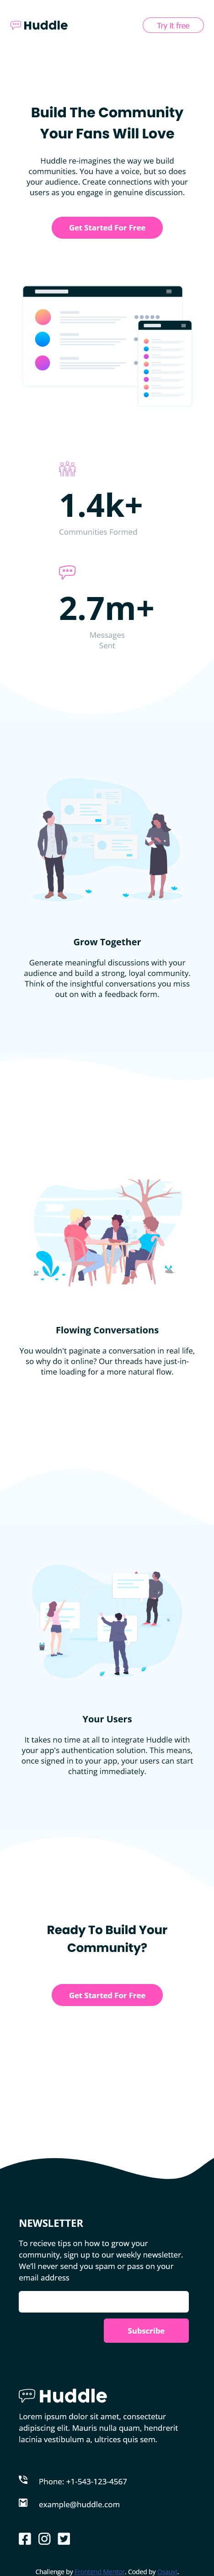 Huddle
Try it free
Build The Community
Your Fans Will Love
Huddle re-imagines the way we build
communities. You have a voice, but so does
your audience. Create connections with your
users as you engage in genuine discussion.
Get Started For Free
1.4k+
Communities Formed
2.7m+
Messages
Sent
Grow Together
Generate meaningful discussions with your
audience and build a strong, loyal community.
Think of the insightful conversations you miss
out on with a feedback form.
Flowing Conversations
You wouldn't paginate a conversation in real life,
so why do it online? Our threads have just-in-
time loading for a more natural flow.
Your Users
It takes no time at all to integrate Huddle with
your app's authentication solution. This means,
once signed in to your app, your users can start
chatting immediately.
Ready To Build Your
Community?
Get Started For Free
NEWSLETTER
To recieve tips on how to grow your
community, sign up to our weekly newsletter.
We'll never send you spam or pass on your
email address
Subscribe
Huddle
Lorem ipsum dolor sit amet, consectetur
adipiscing elit. Mauris nulla quam, hendrerit
lacinia vestibulum a, ultrices quis sem.
Phone: +1-543-123-4567
example@huddle.com
Challenge by Frontend Mentor. Coded by Osauyi.